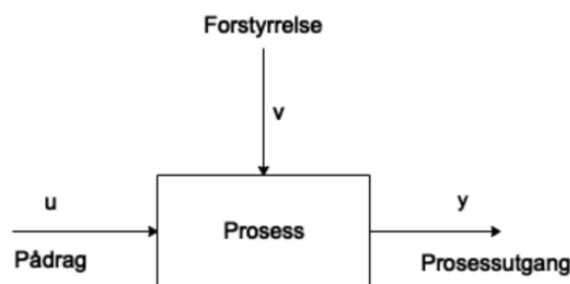 Forstyrrelse
v
u
Prosess
y
Pådrag
Prosessutgang